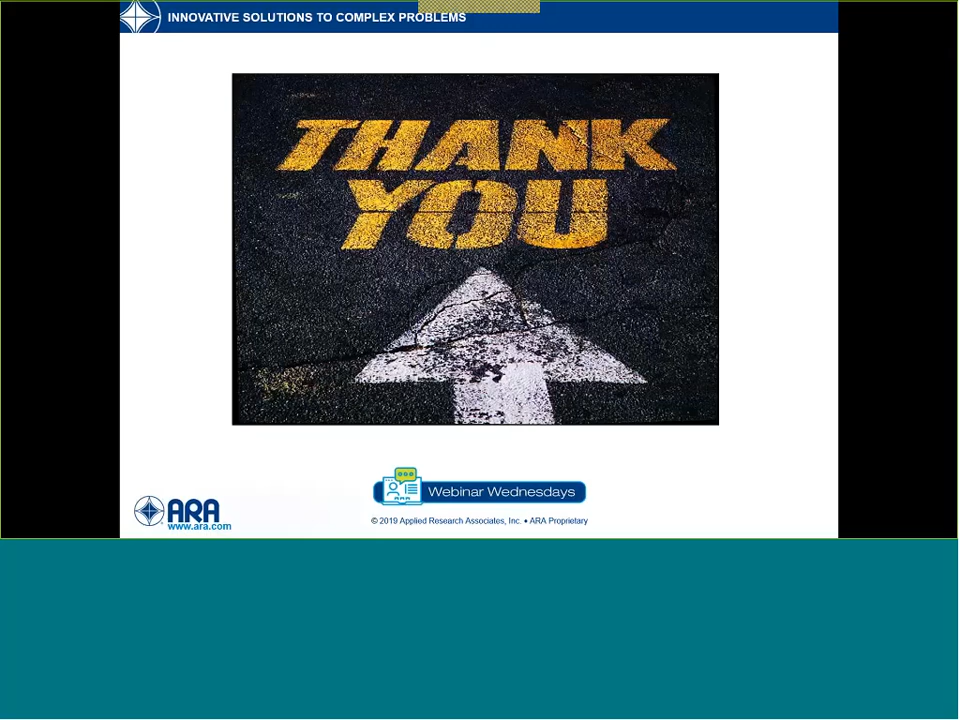 INNOVATIVE SOLUTIONS TO COMPLEX PROBLEMS
THANK
YOU
Webinar Wednesdays
ARA
www.ara.com
© 2019 Applied Research Associates, Inc. • ARA Proprietary